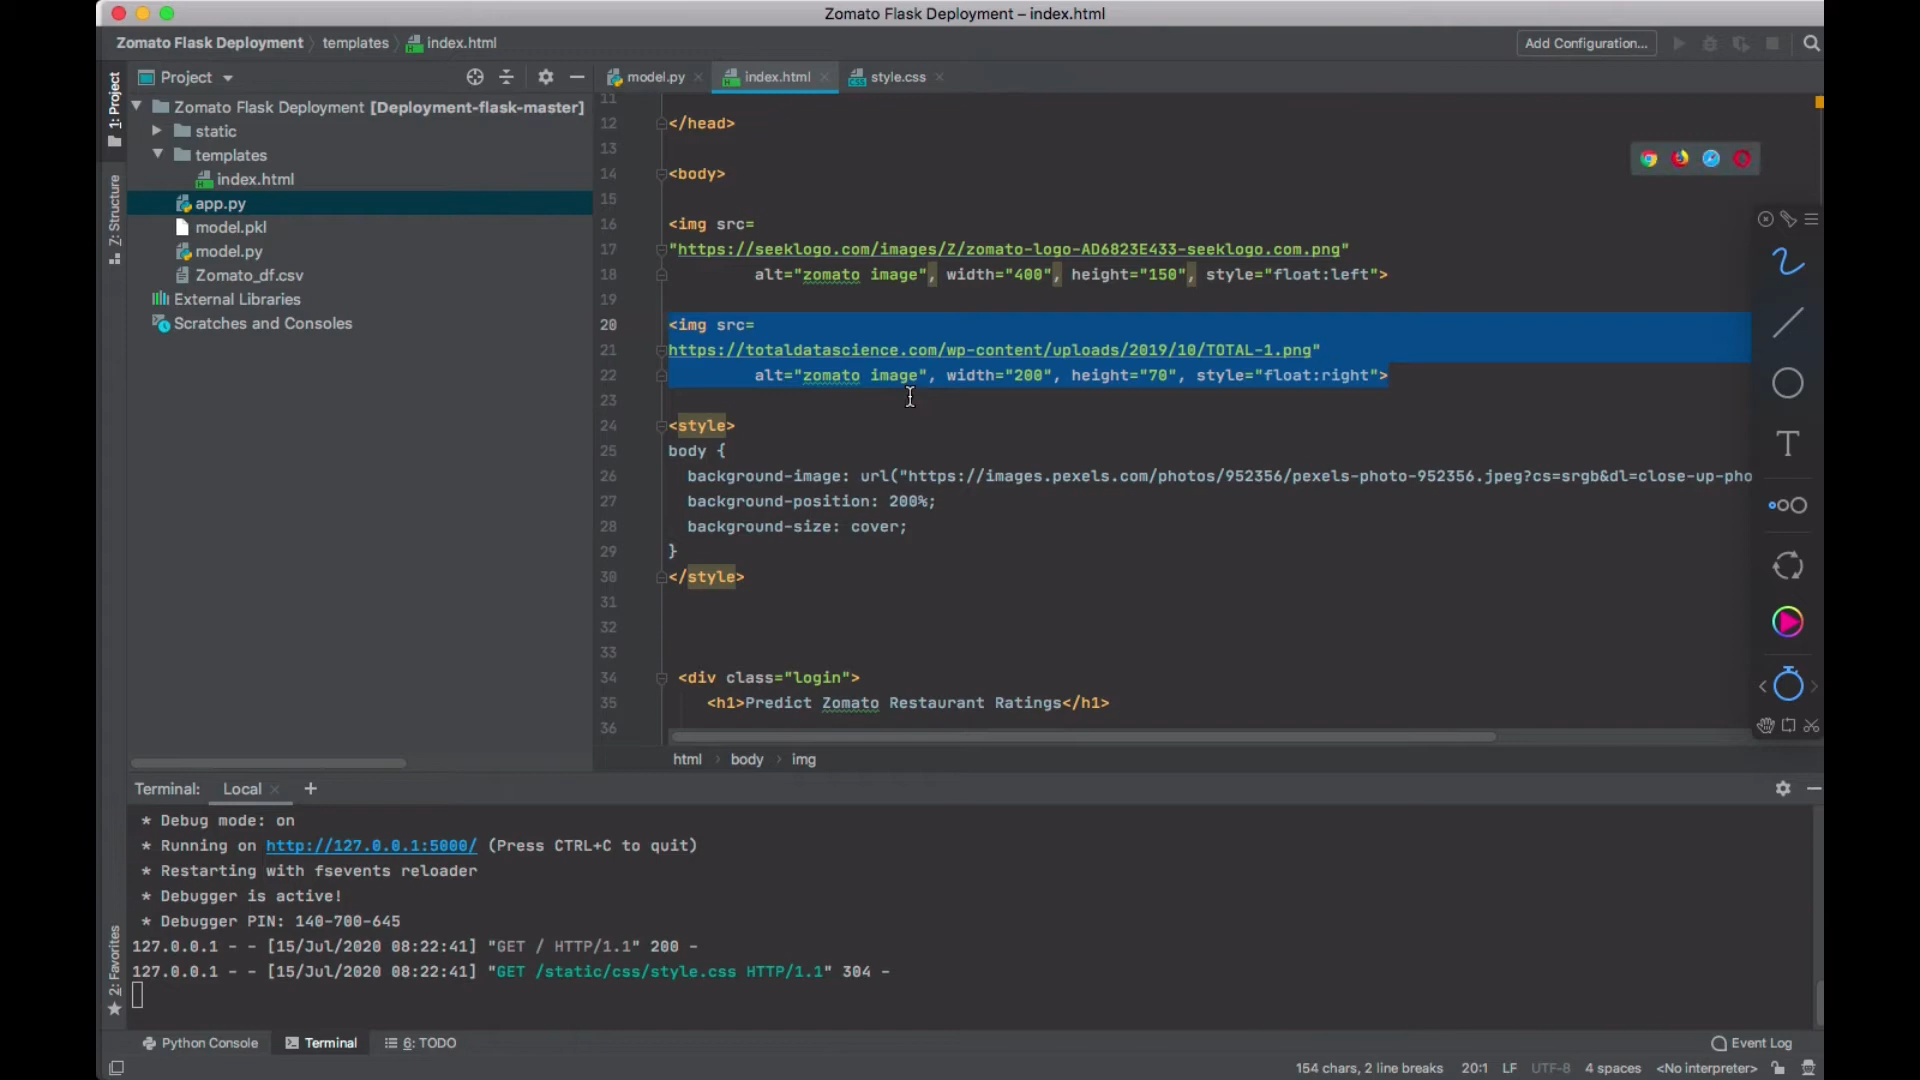 Zomato Flask Deployment – index.html
Zomato Flask Deployment templates index.html
Add Configuration...
Project
model.py index.html style.css
1: Project
Z: Structure
2: Favorites
Zomato Flask Deployment [Deployment-flask-master]
static
templates
index.html
app.py
model.pkl
model.py
Zomato_df.csv
External Libraries
Scratches and Consoles
11
12 </head>
13
14 <body>
15
16 <img src=
17 "https://seeklogo.com/images/Z/zomato-logo-AD6823E433-seeklogo.com.png"
18 alt="zomato image", width="400", height="150", style="float:left">
19
20 <img src=
21 https://totaldatascience.com/wp-content/uploads/2019/10/TOTAL-1.png"
22 alt="zomato image", width="200", height="70", style="float:right">
23
24 <style>
25 body {
26 background-image: url("https://images.pexels.com/photos/952356/pexels-photo-952356.jpeg?cs=srgb&dl=close-up-pho
27 background-position: 200%;
28 background-size: cover;
29 }
30 </style>
31
32
33
34 <div class="login">
35 <h1>Predict Zomato Restaurant Ratings</h1>
36
html body img
T
Terminal: Local +
* Debug mode: on
* Running on http://127.0.0.1:5000/ (Press CTRL+C to quit)
* Restarting with fsevents reloader
* Debugger is active!
* Debugger PIN: 140-700-645
127.0.0.1 - - [15/Jul/2020 08:22:41] "GET / HTTP/1.1" 200 -
127.0.0.1 - - [15/Jul/2020 08:22:41] "GET /static/css/style.css HTTP/1.1" 304 -
Python Console Terminal 6: TODO
Event Log
154 chars, 2 line breaks 20:1 LF UTF-8 4 spaces <No interpreter>